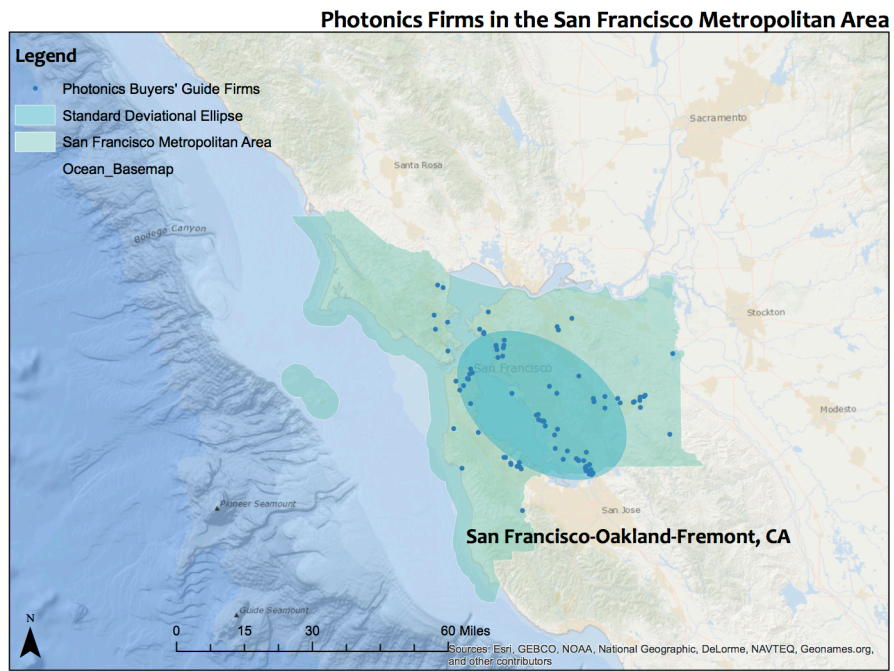 Photonics Firms in the San Francisco Metropolitan Area
Legend
Photonics Buyers' Guide Firms
Standard Deviational Ellipse
San Francisco Metropolitan Area
Ocean_Basemap
Sacramento
Santa Rosa
Bodega Canyon
Stockton
San Francisco
Modesto
Pioneer Seamount
San Jose
San Francisco-Oakland-Fremont, CA
Guide Seamount
N
0 15 30 60 Miles
Sources: Esri, GEBCO, NOAA, National Geographic, DeLorme, NAVTEQ, Geonames.org,
and other contributors